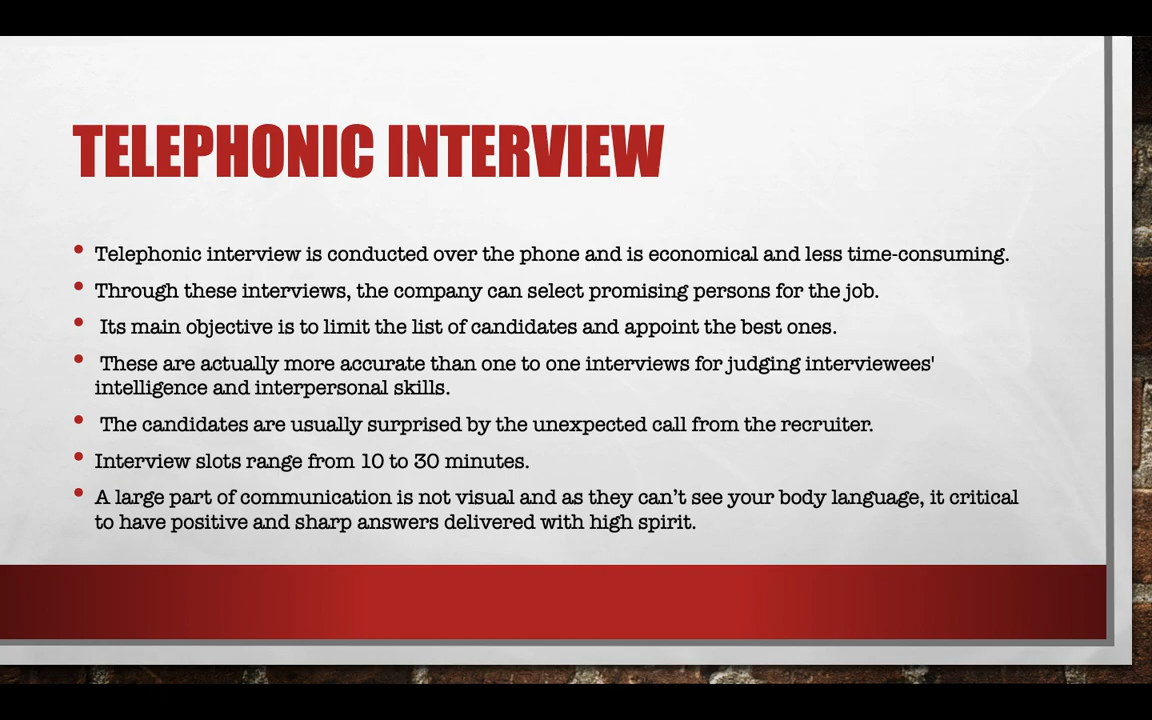 TELEPHONIC INTERVIEW
• Telephonic interview is conducted over the phone and is economical and less time-consuming.
• Through these interviews, the company can select promising persons for the job.
• Its main objective is to limit the list of candidates and appoint the best ones.
• These are actually more accurate than one to one interviews for judging interviewees'
intelligence and interpersonal skills.
• The candidates are usually surprised by the unexpected call from the recruiter.
• Interview slots range from 10 to 30 minutes.
• A large part of communication is not visual and as they can’t see your body language, it critical
to have positive and sharp answers delivered with high spirit.